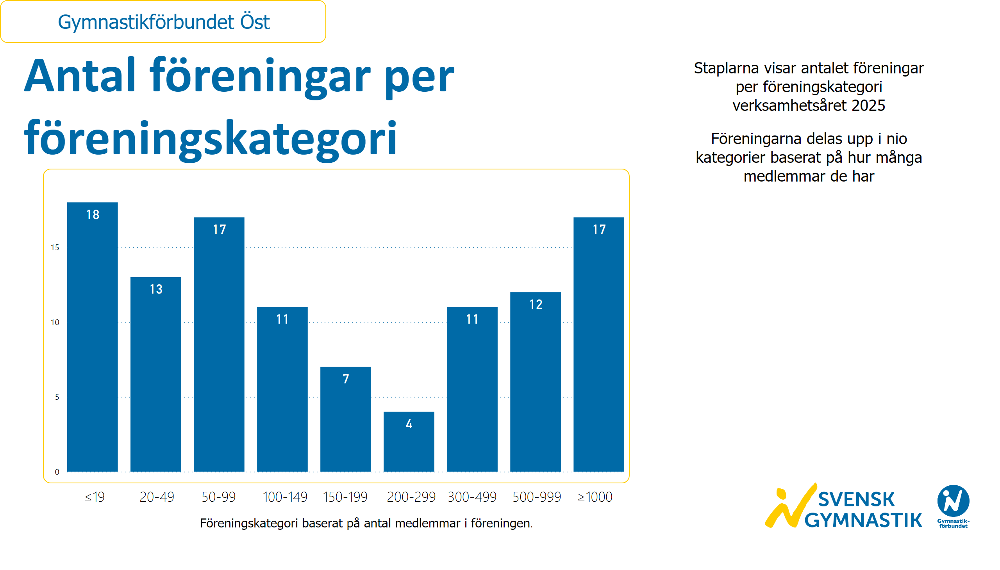 Gymnastikförbundet Öst
Antal föreningar per
föreningskategori
Staplarna visar antalet föreningar
per föreningskategori
verksamhetsåret 2025
Föreningarna delas upp i nio
kategorier baserat på hur många
medlemmar de har
18
13
17
11
7
4
11
12
17
15
10
5
0
≤19 20-49 50-99 100-149 150-199 200-299 300-499 500-999 ≥1000
Föreningskategori baserat på antal medlemmar i föreningen.
SVENSK
GYMNASTIK
Gymnastik-
förbundet